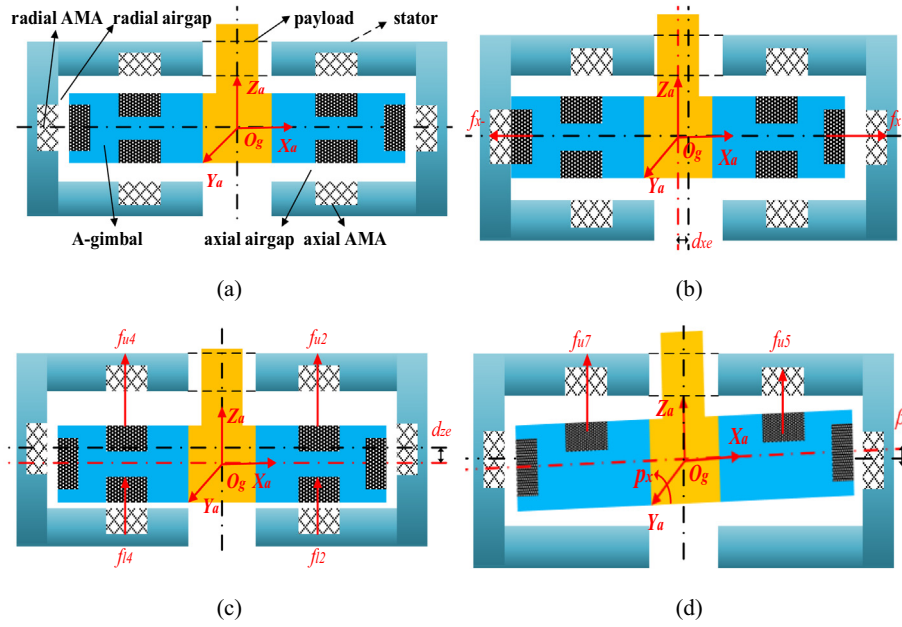 radial AMA
radial airgap
payload
stator
Za
Og
Xa
Ya
A-gimbal
axial airgap
axial AMA
(a)
Za
fx-
fx
Og
Xa
Ya
dxe
(b)
fu4
fu2
Za
dze
Og
Xa
Ya
fl4
fl2
(c)
fu7
fu5
Za
Xa
β
px
Og
Ya
(d)